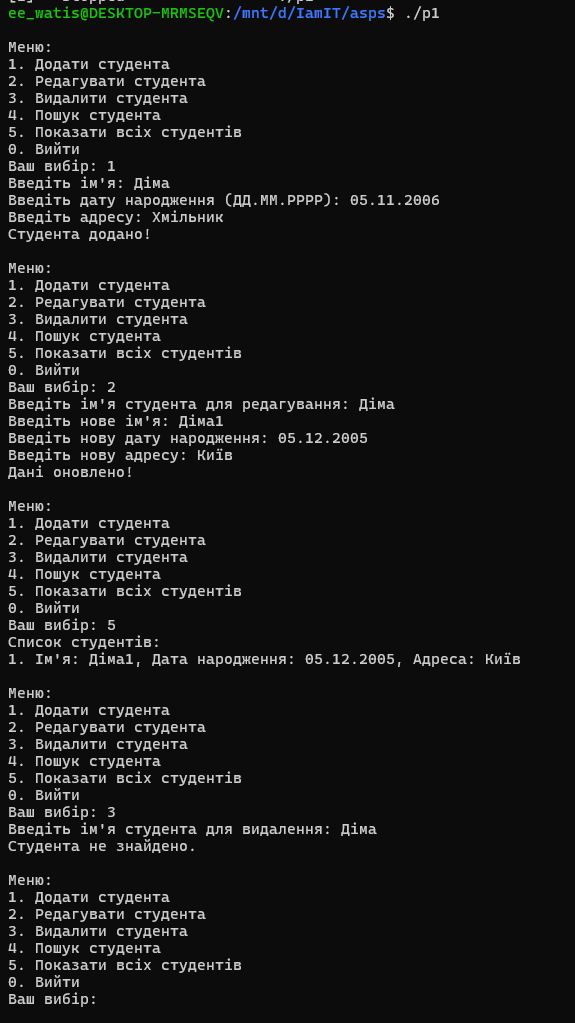 ee_watis@DESKTOP-MRMSEQV:/mnt/d/IamIT/asps$ ./p1
Меню:
1. Додати студента
2. Редагувати студента
3. Видалити студента
4. Пошук студента
5. Показати всіх студентів
0. Вийти
Ваш вибір: 1
Введіть ім'я: Діма
Введіть дату народження (ДД.ММ.РРРР): 05.11.2006
Введіть адресу: Хмільник
Студента додано!
Меню:
1. Додати студента
2. Редагувати студента
3. Видалити студента
4. Пошук студента
5. Показати всіх студентів
0. Вийти
Ваш вибір: 2
Введіть ім'я студента для редагування: Діма
Введіть нове ім'я: Діма1
Введіть нову дату народження: 05.12.2005
Введіть нову адресу: Київ
Дані оновлено!
Меню:
1. Додати студента
2. Редагувати студента
3. Видалити студента
4. Пошук студента
5. Показати всіх студентів
0. Вийти
Ваш вибір: 5
Список студентів:
1. Ім'я: Діма1, Дата народження: 05.12.2005, Адреса: Київ
Меню:
1. Додати студента
2. Редагувати студента
3. Видалити студента
4. Пошук студента
5. Показати всіх студентів
0. Вийти
Ваш вибір: 3
Введіть ім'я студента для видалення: Діма
Студента не знайдено.
Меню:
1. Додати студента
2. Редагувати студента
3. Видалити студента
4. Пошук студента
5. Показати всіх студентів
0. Вийти
Ваш вибір: